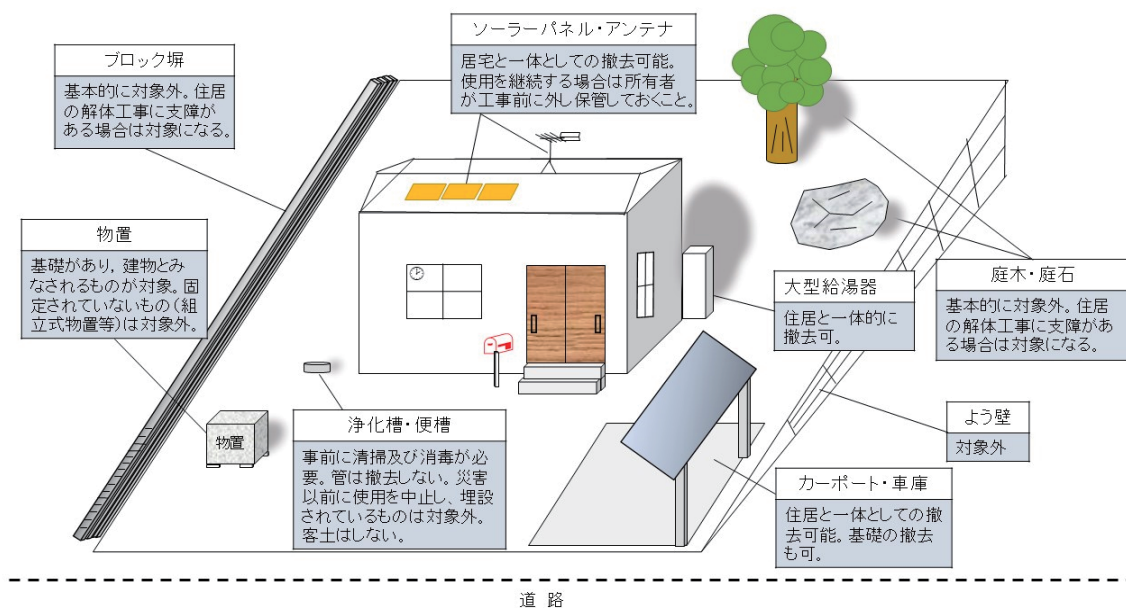 ソーラーパネル・アンテナ
居宅と一体としての撤去可能。
使用を継続する場合は所有者
が工事前に外し保管しておくこと。
ブロック塀
基本的に対象外。住居
の解体工事に支障が
ある場合は対象になる。
物置
基礎があり，建物とみ
なされるものが対象。固
定されていないもの（組
立式物置等）は対象外。
大型給湯器
住居と一体的に
撤去可。
庭木・庭石
基本的に対象外。住居
の解体工事に支障があ
る場合は対象になる。
物置
浄化槽・便槽
事前に清掃及び消毒が必
要。管は撤去しない。災害
以前に使用を中止し、埋設
されているものは対象外。
客土はしない。
よう壁
対象外
カーポート・車庫
住居と一体としての撤
去可能。基礎の撤去
も可。
道 路